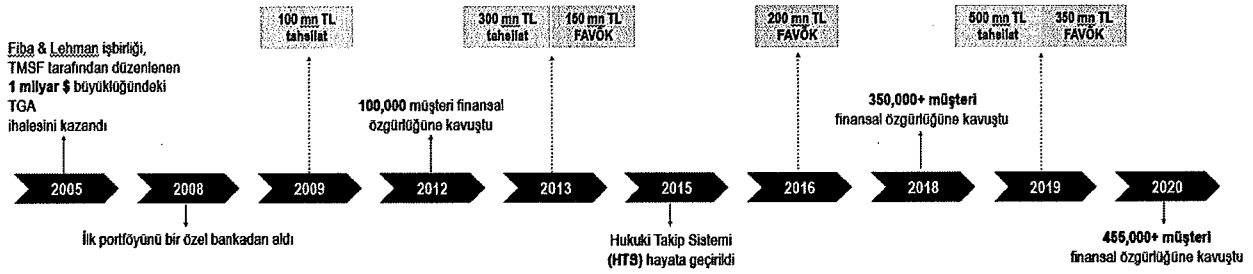 100 mn TL
tahsilat
300 mn TL
tahsilat
150 mn TL
FAVÖK
200 mn TL
FAVÖK
500 mn TL
tahsilat
350 mn TL
FAVÖK
Fiba & Lehman işbirliği,
TMSF tarafından düzenlenen
1 milyar $ büyüklüğündeki
TGA
ihalesini kazandı
100,000 müşteri finansal
özgürlüğüne kavuştu
350,000+ müşteri
finansal özgürlüğüne kavuştu
2005
2008
2009
2012
2013
2015
2016
2018
2019
2020
İlk portföyünü bir özel bankadan aldı
Hukuki Takip Sistemi
(HTS) hayata geçirildi
455,000+ müşteri
finansal özgürlüğüne kavuştu